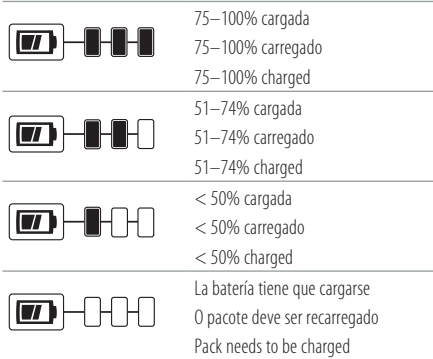 75–100% cargada
75–100% carregado
75–100% charged
51–74% cargada
51–74% carregado
51–74% charged
< 50% cargada
< 50% carregado
< 50% charged
La batería tiene que cargarse
O pacote deve ser recarregado
Pack needs to be charged